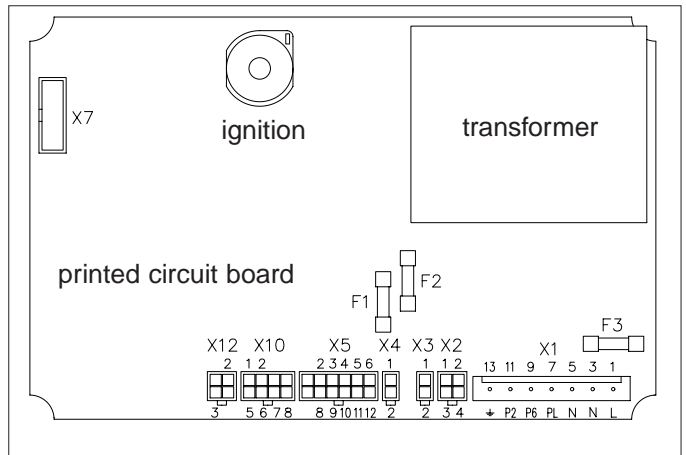 X7
ignition
transformer
printed circuit board
F1
F2
F3
X12 X10 X5 X4 X3 X2 X1
2 1 2 2 3 4 5 6 1 1 1 2 13 11 9 7 5 3 1
3 5 6 7 8 8 9 10 11 12 2 2 3 4 ⏚ P2 P6 PL N N L